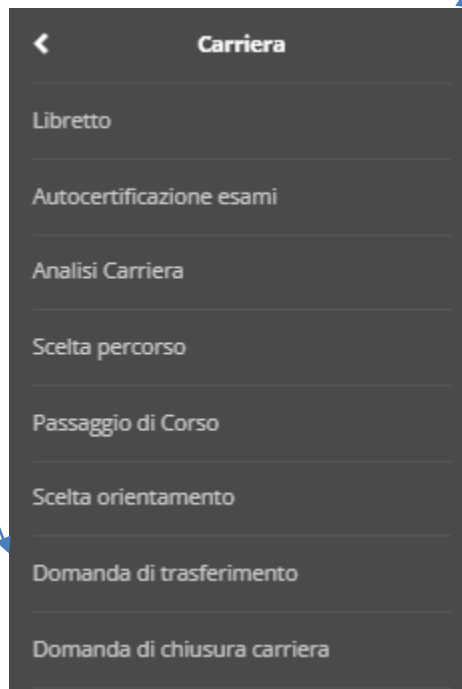 Carriera
Libretto
Autocertificazione esami
Analisi Carriera
Scelta percorso
Passaggio di Corso
Scelta orientamento
Domanda di trasferimento
Domanda di chiusura carriera